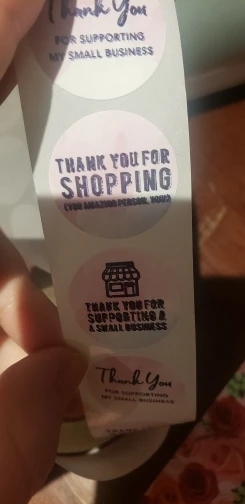 Thank You
FOR SUPPORTING
MY SMALL BUSINESS
THANK YOU FOR
SHOPPING
(YOU AMAZING PERSON, YOU!)
THANK YOU FOR
SUPPORTING A
A SMALL BUSINESS
Thank You
FOR SUPPORTING
MY SMALL BUSINESS